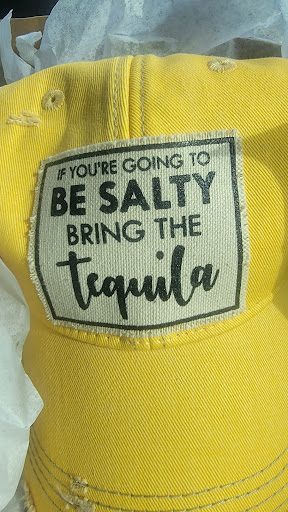 IF YOU'RE GOING TO
BE SALTY
BRING THE
tequila